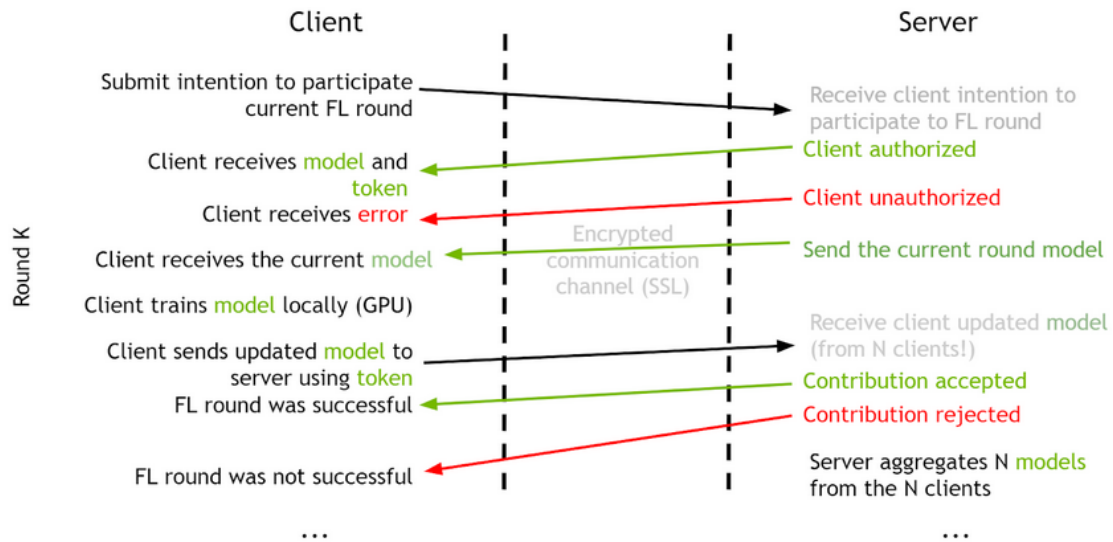 Client
Server
Submit intention to participate
current FL round
Receive client intention to
participate to FL round
Client authorized
Client receives model and
token
Client unauthorized
Client receives error
Round K
Encrypted
communication
channel (SSL)
Send the current round model
Client receives the current model
Client trains model locally (GPU)
Receive client updated model
(from N clients!)
Client sends updated model to
server using token
Contribution accepted
FL round was successful
Contribution rejected
FL round was not successful
Server aggregates N models
from the N clients
...
...